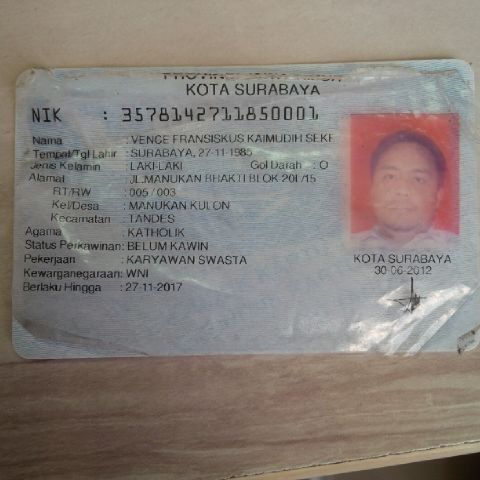 KOTA SURABAYA
NIK : 3578142711850001
Nama : VENCE FRANSISKUS KAIMUDIH SEKE
Tempat/Tgl Lahir : SURABAYA, 27-11-1985
Jenis Kelamin : LAKI-LAKI Gol Darah : O
Alamat : JL.MANUKAN BHAKTI BLOK 20L/15
RT/RW : 005/003
Kel/Desa : MANUKAN KULON
Kecamatan : TANDES
Agama : KATHOLIK
Status Perkawinan: BELUM KAWIN
Pekerjaan : KARYAWAN SWASTA
Kewarganegaraan: WNI
Berlaku Hingga : 27-11-2017
KOTA SURABAYA
30-06-2012